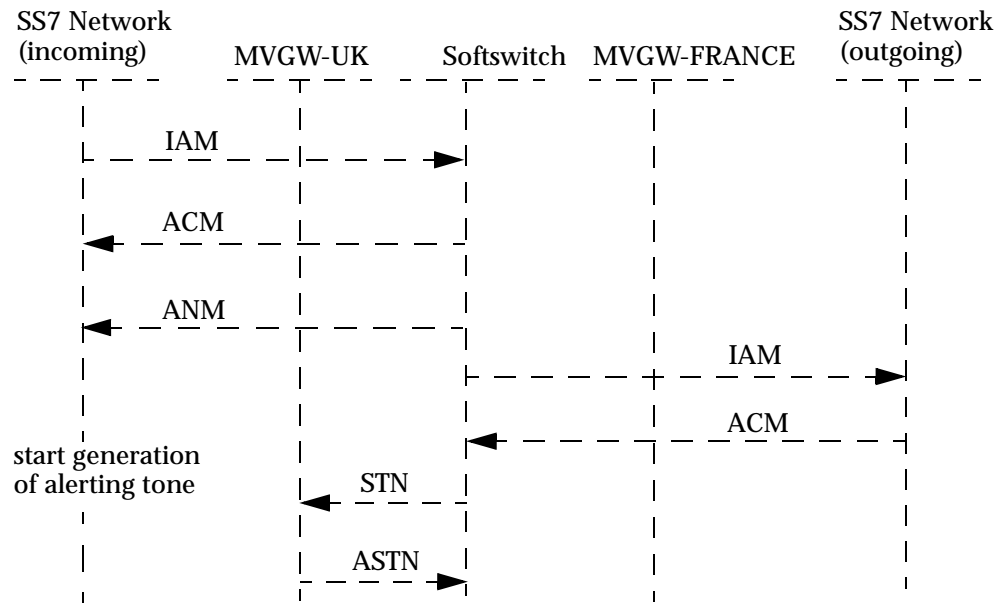 SS7 Network
(incoming)
MVGW-UK
Softswitch
MVGW-FRANCE
SS7 Network
(outgoing)
IAM
ACM
ANM
IAM
ACM
start generation
of alerting tone
STN
ASTN